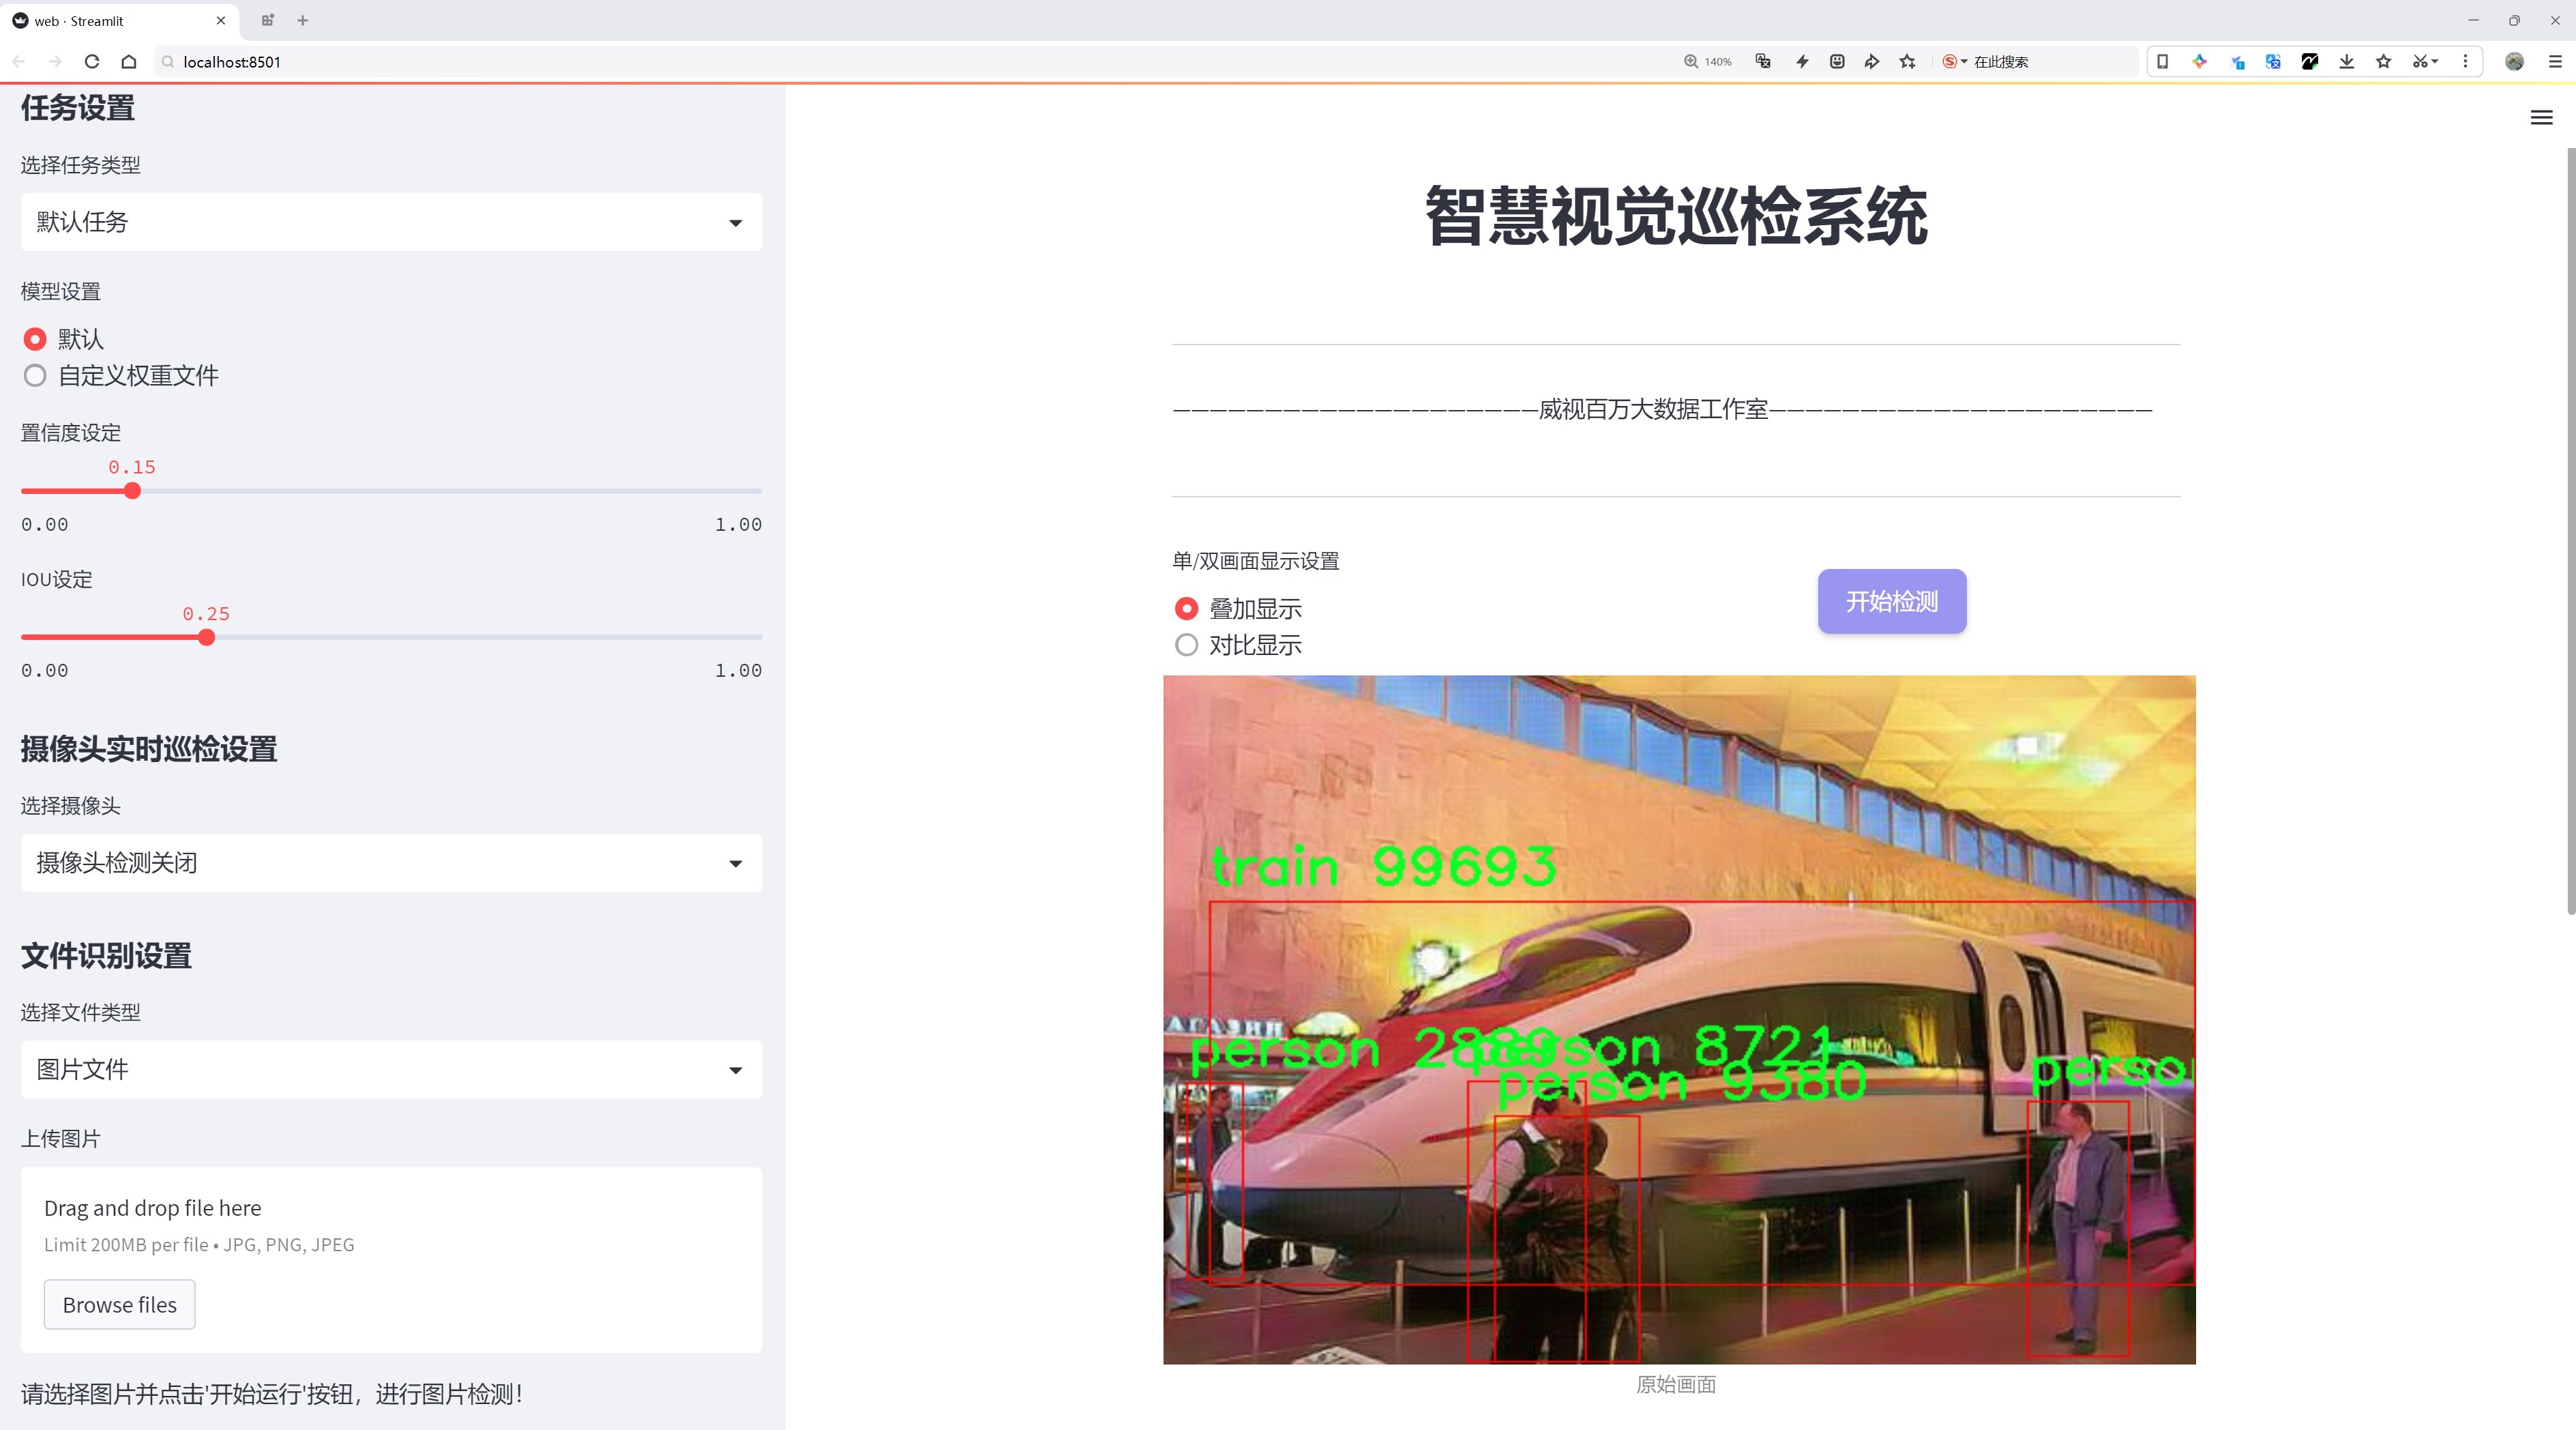 web · Streamlit
localhost:8501
140%
在此搜索
任务设置
选择任务类型
默认任务
模型设置
默认
自定义权重文件
置信度设定
0.15
0.00
1.00
IOU设定
0.25
0.00
1.00
摄像头实时巡检设置
选择摄像头
摄像头检测关闭
文件识别设置
选择文件类型
图片文件
上传图片
Drag and drop file here
Limit 200MB per file • JPG, PNG, JPEG
Browse files
请选择图片并点击'开始运行'按钮，进行图片检测！
智慧视觉巡检系统
————————————————————威视百万大数据工作室—————————————————————
单/双画面显示设置
叠加显示
对比显示
开始检测
train 99693
person
person 8721
person 9380
perso
原始画面